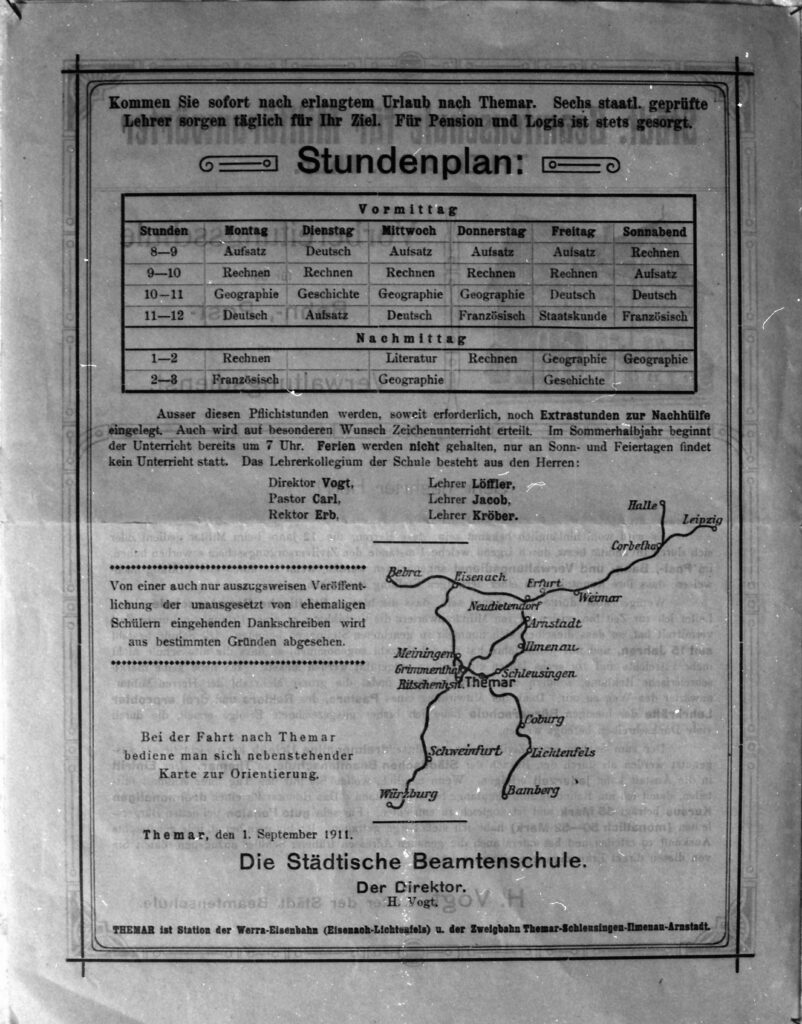 Kommen Sie sofort nach erlangtem Urlaub nach Themar. Sechs staatl. geprüfte
Lehrer sorgen täglich für Ihr Ziel. Für Pension und Logis ist stets gesorgt.
Stundenplan:
Vormittag
Stunden Montag Dienstag Mittwoch Donnerstag Freitag Sonnabend
8—9 Aufsatz Deutsch Aufsatz Aufsatz Aufsatz Rechnen
9—10 Rechnen Rechnen Rechnen Rechnen Rechnen Aufsatz
10—11 Geographie Geschichte Geographie Geographie Deutsch Deutsch
11—12 Deutsch Aufsatz Deutsch Französisch Staatskunde Französisch
Nachmittag
1—2 Rechnen Literatur Rechnen Geographie Geographie
2—3 Französisch Geographie Geschichte
Ausser diesen Pflichtstunden werden, soweit erforderlich, noch Extrastunden zur Nachhülfe
eingelegt. Auch wird auf besonderen Wunsch Zeichenunterricht erteilt. Im Sommerhalbjahr beginnt
der Unterricht bereits um 7 Uhr. Ferien werden nicht gehalten, nur an Sonn- und Feiertagen findet
kein Unterricht statt. Das Lehrerkollegium der Schule besteht aus den Herren:
Direktor Vogt, Lehrer Löffler,
Pastor Carl, Lehrer Jacob,
Rektor Erb, Lehrer Kröber.
Halle
Leipzig
Corbetha
Bebra
Eisenach
Erfurt
Weimar
Neudietendorf
Arnstadt
Ilmenau
Meiningen
Grimmenthal
Schleusingen
Ritschenhsn.
Themar
Coburg
Schweinfurt
Lichtenfels
Würzburg
Bamberg
Von einer auch nur auszugsweisen Veröffent-
lichung der unausgesetzt von ehemaligen
Schülern eingehenden Dankschreiben wird
aus bestimmten Gründen abgesehen.
Bei der Fahrt nach Themar
bediene man sich nebenstehender
Karte zur Orientierung.
Themar, den 1. September 1911.
Die Städtische Beamtenschule.
Der Direktor.
H. Vogt.
THEMAR ist Station der Werra-Eisenbahn (Eisenach-Lichtenfels) u. der Zweigbahn Themar-Schleusingen-Ilmenau-Arnstadt.